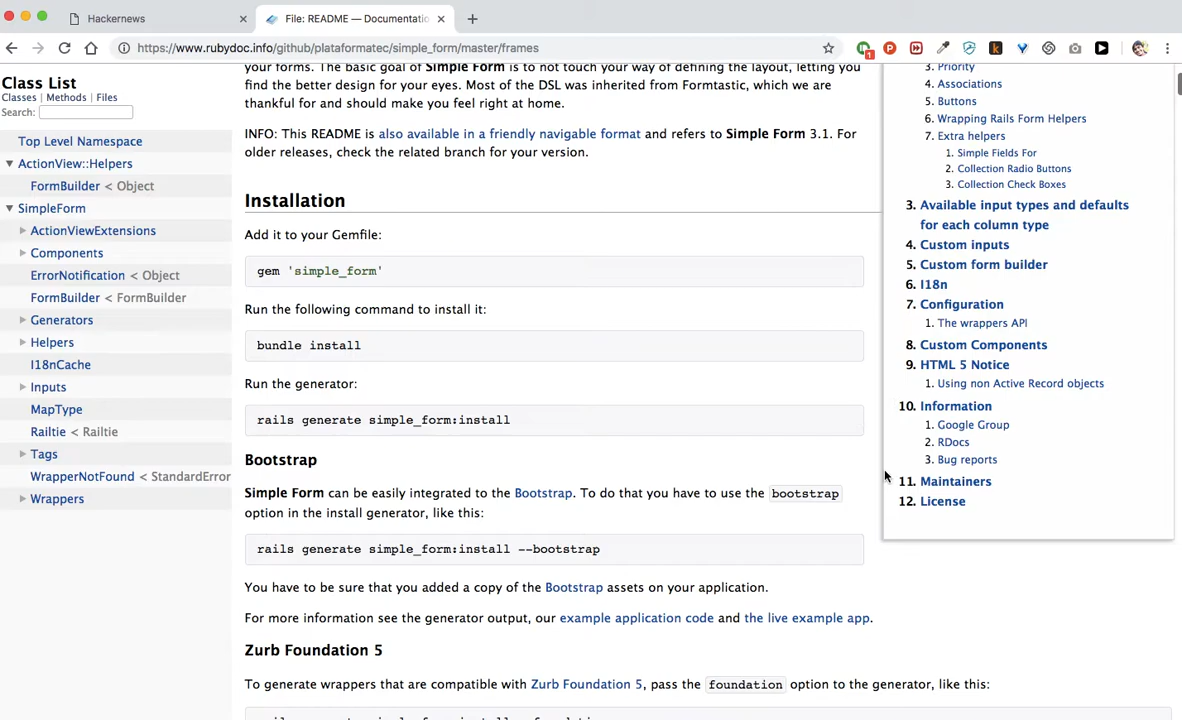 Hackernews
File: README — Documentatio
https://www.rubydoc.info/github/plataformatec/simple_form/master/frames
1
Class List
Classes | Methods | Files
Search:
Top Level Namespace
ActionView::Helpers
FormBuilder < Object
SimpleForm
ActionViewExtensions
Components
ErrorNotification < Object
FormBuilder < FormBuilder
Generators
Helpers
I18nCache
Inputs
MapType
Railtie < Railtie
Tags
WrapperNotFound < StandardError
Wrappers
your forms. The basic goal of Simple Form is to not touch your way of defining the layout, letting you
find the better design for your eyes. Most of the DSL was inherited from Formtastic, which we are
thankful for and should make you feel right at home.
INFO: This README is also available in a friendly navigable format and refers to Simple Form 3.1. For
older releases, check the related branch for your version.
Installation
Add it to your Gemfile:
gem 'simple_form'
Run the following command to install it:
bundle install
Run the generator:
rails generate simple_form:install
Bootstrap
Simple Form can be easily integrated to the Bootstrap. To do that you have to use the bootstrap
option in the install generator, like this:
rails generate simple_form:install --bootstrap
You have to be sure that you added a copy of the Bootstrap assets on your application.
For more information see the generator output, our example application code and the live example app.
Zurb Foundation 5
To generate wrappers that are compatible with Zurb Foundation 5, pass the foundation option to the generator, like this:
3. Priority
4. Associations
5. Buttons
6. Wrapping Rails Form Helpers
7. Extra helpers
1. Simple Fields For
2. Collection Radio Buttons
3. Collection Check Boxes
3. Available input types and defaults
for each column type
4. Custom inputs
5. Custom form builder
6. I18n
7. Configuration
1. The wrappers API
8. Custom Components
9. HTML 5 Notice
1. Using non Active Record objects
10. Information
1. Google Group
2. RDocs
3. Bug reports
11. Maintainers
12. License